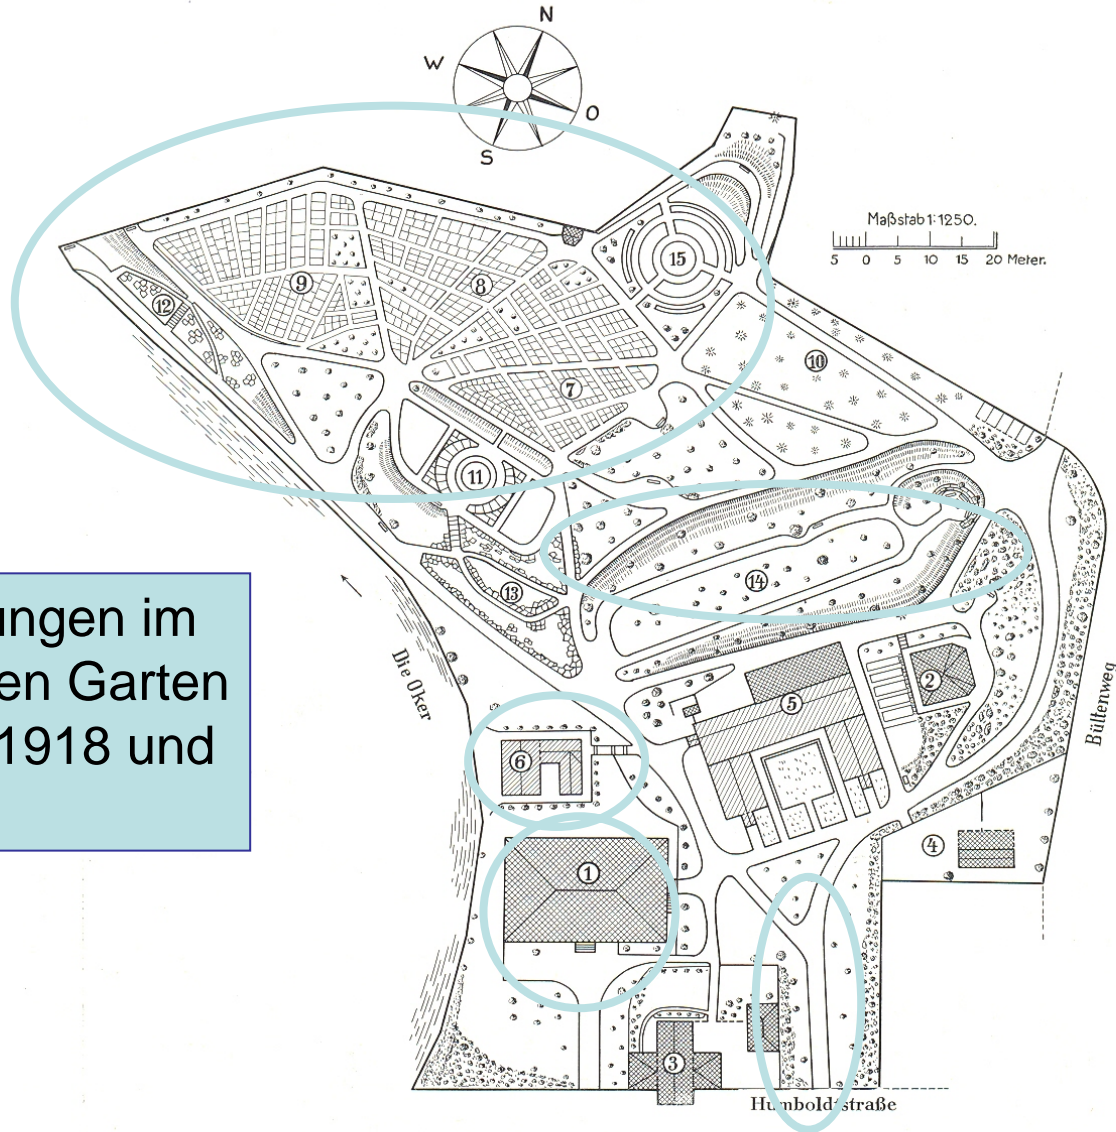 N
W
O
S
Maßstab 1:1250.
5 0 5 10 15 20 Meter.
15
9
8
12
10
7
11
14
13
Die Oker
ungen im
en Garten
1918 und
2
5
Bültenweg
6
4
1
3
Humboldtstraße